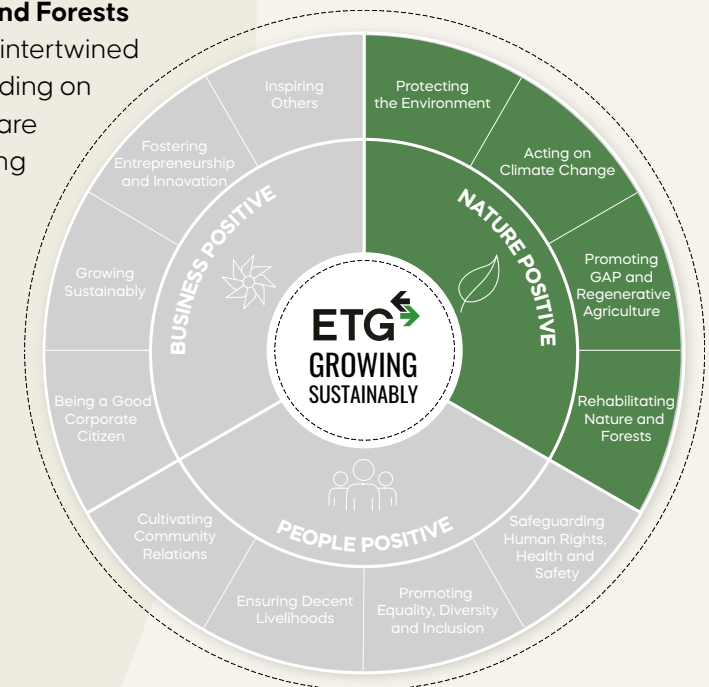 nd Forests
intertwined
ding on
are
ng
Inspiring
Others
Protecting
the Environment
Fostering
Entrepreneurship
and Innovation
Acting on
Climate Change
BUSINESS POSITIVE
NATURE POSITIVE
Growing
Sustainably
Promoting
GAP and
Regenerative
Agriculture
ETG
GROWING
SUSTAINABLY
Being a Good
Corporate
Citizen
Rehabilitating
Nature and
Forests
PEOPLE POSITIVE
Cultivating
Community
Relations
Safeguarding
Human Rights,
Health and
Safety
Ensuring Decent
Livelihoods
Promoting
Equality, Diversity
and Inclusion